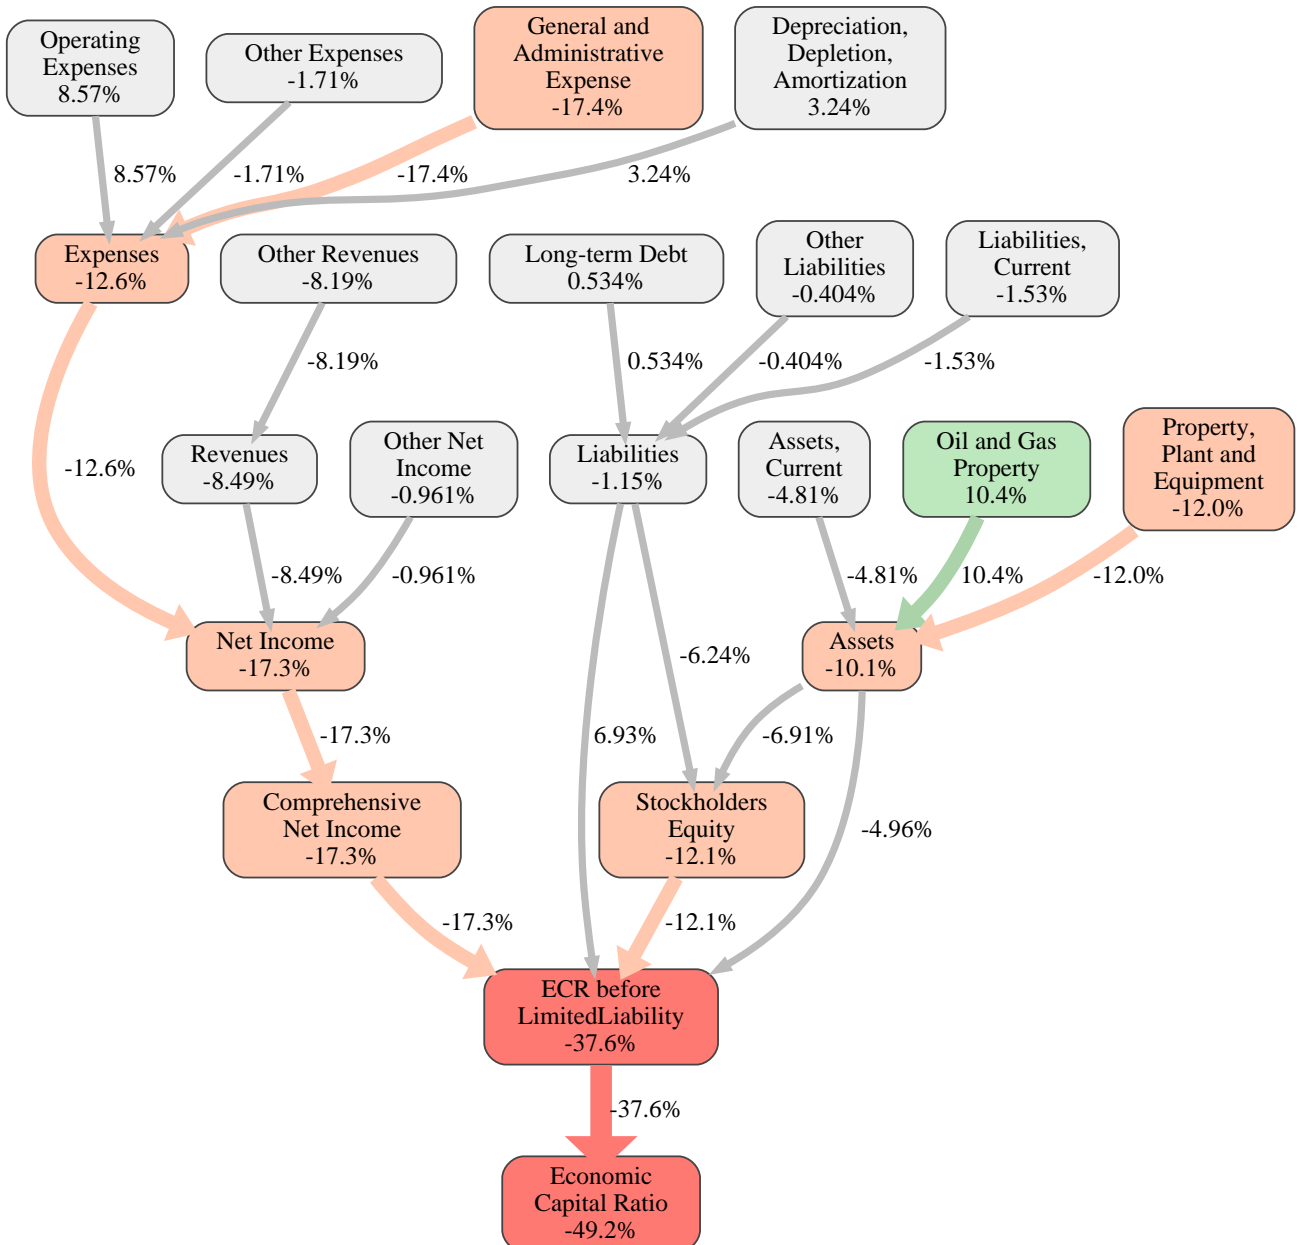 Operating
Expenses
8.57%
Other Expenses
-1.71%
General and
Administrative
Expense
-17.4%
Depreciation,
Depletion,
Amortization
3.24%
8.57%
-1.71%
-17.4%
3.24%
Expenses
-12.6%
Other Revenues
-8.19%
Long-term Debt
0.534%
Other
Liabilities
-0.404%
Liabilities,
Current
-1.53%
-8.19%
0.534%
-0.404%
-1.53%
-12.6%
Revenues
-8.49%
Other Net
Income
-0.961%
Liabilities
-1.15%
Assets,
Current
-4.81%
Oil and Gas
Property
10.4%
Property,
Plant and
Equipment
-12.0%
-8.49%
-0.961%
-4.81%
10.4%
-12.0%
Net Income
-17.3%
-6.24%
Assets
-10.1%
-17.3%
6.93%
-6.91%
Comprehensive
Net Income
-17.3%
Stockholders
Equity
-12.1%
-4.96%
-17.3%
-12.1%
ECR before
LimitedLiability
-37.6%
-37.6%
Economic
Capital Ratio
-49.2%